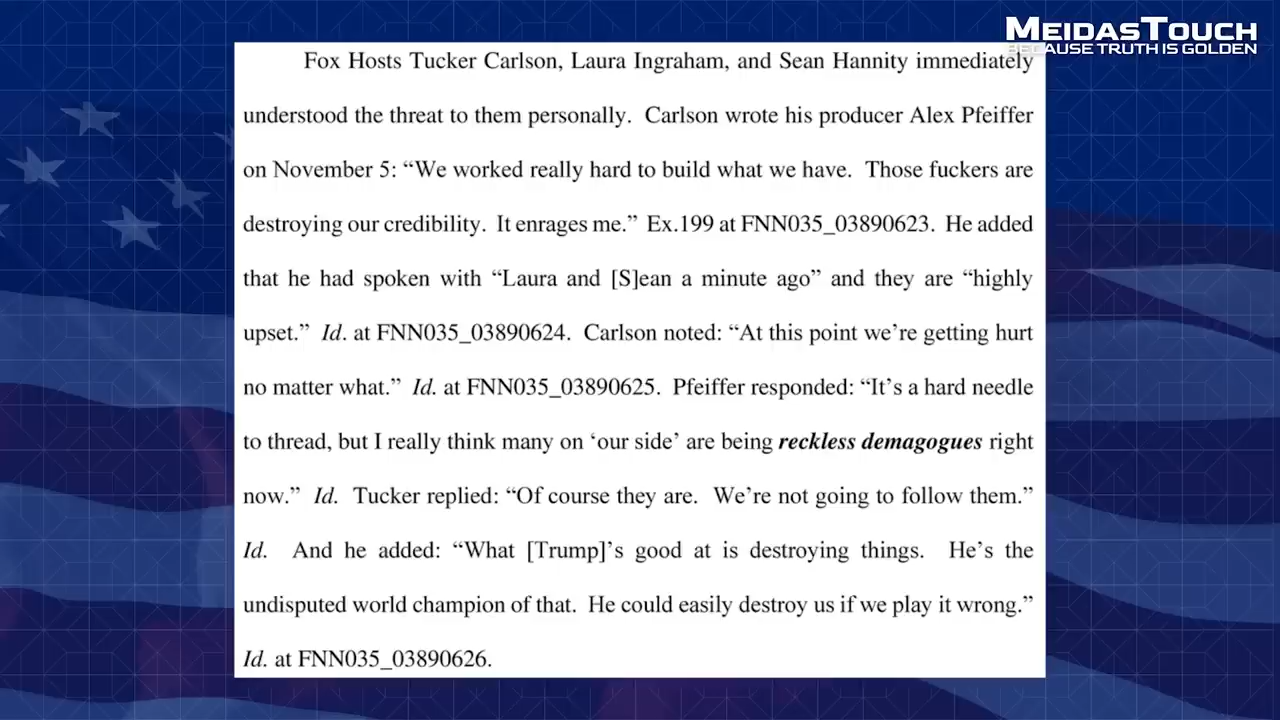 MEIDASTOUCH
BECAUSE TRUTH IS GOLDEN
Fox Hosts Tucker Carlson, Laura Ingraham, and Sean Hannity immediately
understood the threat to them personally. Carlson wrote his producer Alex Pfeiffer
on November 5: “We worked really hard to build what we have. Those fuckers are
destroying our credibility. It enrages me.” Ex.199 at FNN035_03890623. He added
that he had spoken with “Laura and [S]ean a minute ago” and they are “highly
upset.” Id. at FNN035_03890624. Carlson noted: “At this point we’re getting hurt
no matter what.” Id. at FNN035_03890625. Pfeiffer responded: “It’s a hard needle
to thread, but I really think many on ‘our side’ are being reckless demagogues right
now.” Id. Tucker replied: “Of course they are. We’re not going to follow them.”
Id. And he added: “What [Trump]’s good at is destroying things. He’s the
undisputed world champion of that. He could easily destroy us if we play it wrong.”
Id. at FNN035_03890626.